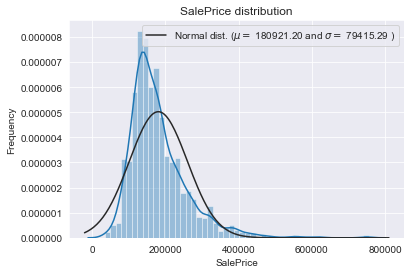 SalePrice distribution
Normal dist. (μ = 180921.20 and σ = 79415.29 )
0.000008
0.000007
0.000006
0.000005
0.000004
0.000003
0.000002
0.000001
0.000000
Frequency
0 200000 400000 600000 800000
SalePrice